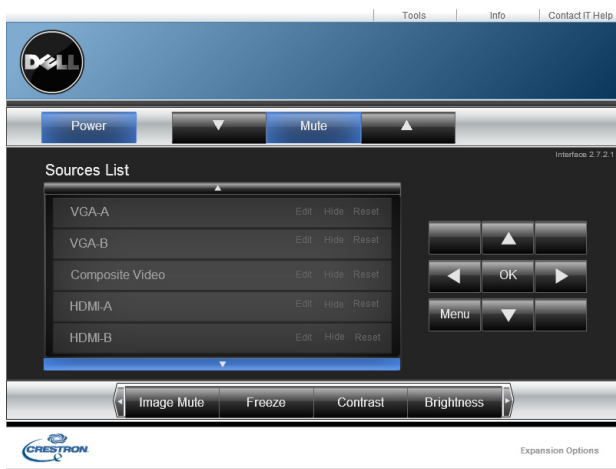 Tools Info Contact IT Help
DELL
Power Mute
Interface 2.7.2.1
Sources List
VGA-A Edit Hide Reset
VGA-B Edit Hide Reset
Composite Video Edit Hide Reset
HDMI-A Edit Hide Reset
HDMI-B Edit Hide Reset
OK
Menu
Image Mute Freeze Contrast Brightness
CRESTRON
Expansion Options